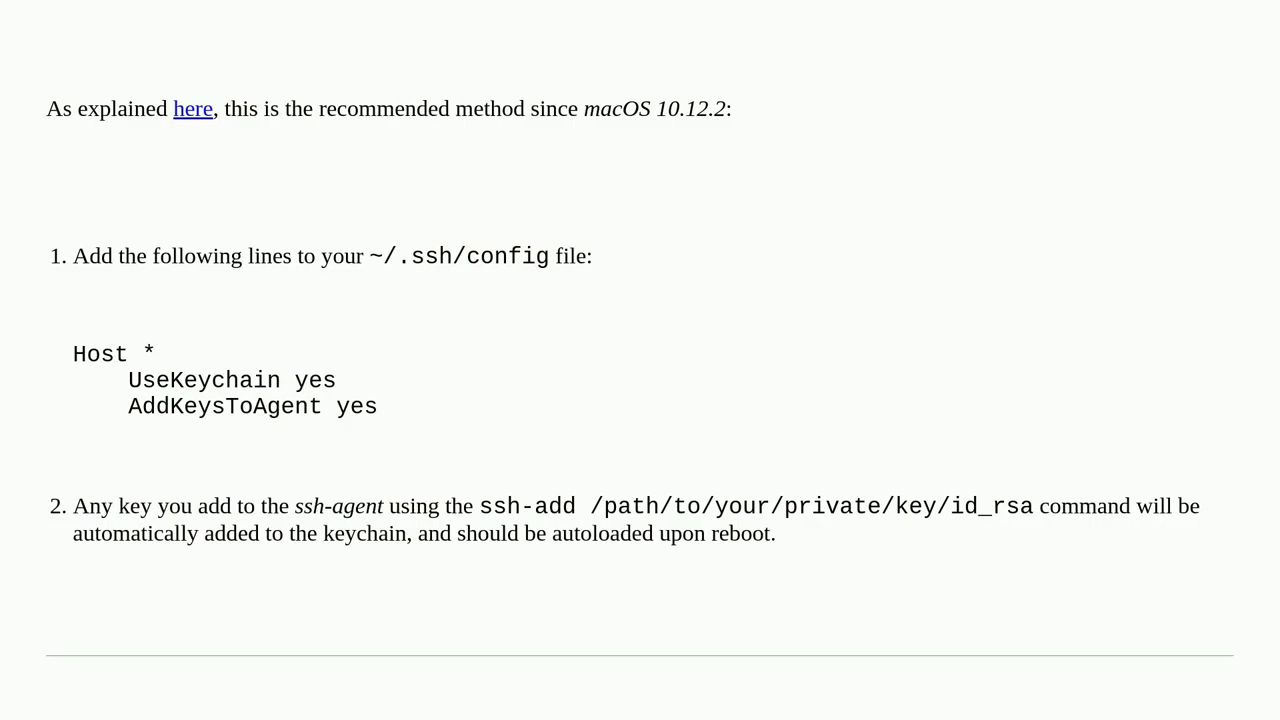 As explained here, this is the recommended method since macOS 10.12.2:
1. Add the following lines to your ~/.ssh/config file:
Host *
    UseKeychain yes
    AddKeysToAgent yes
2. Any key you add to the ssh-agent using the ssh-add /path/to/your/private/key/id_rsa command will be
automatically added to the keychain, and should be autoloaded upon reboot.